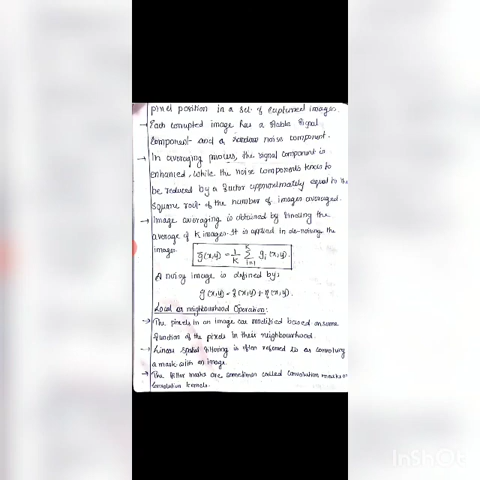 pixel position in a set of captured images.
→ Each corrupted image has a stable signal
component and a random noise component.
→ In averaging process, the signal component is
enhanced, while the noise components tends to
be reduced by a factor approximately equal to the
square root of the number of images averaged.
→ Image averaging is obtained by finding the
average of K images. It is applied in de-noising the
images.
ḡ(x,y) = 1/K Σ_{i=1}^{K} g_i(x,y).
A noisy image is defined by:
g(x,y) = f(x,y) + η(x,y).
Local or neighbourhood Operation:
→ The pixels in an image are modified based on some
function of the pixels in their neighbourhood.
→ Linear spatial filtering is often referred to as convolving
a mask with an image.
→ The filter masks are sometimes called convolution masks or
convolution kernels.
InShOt